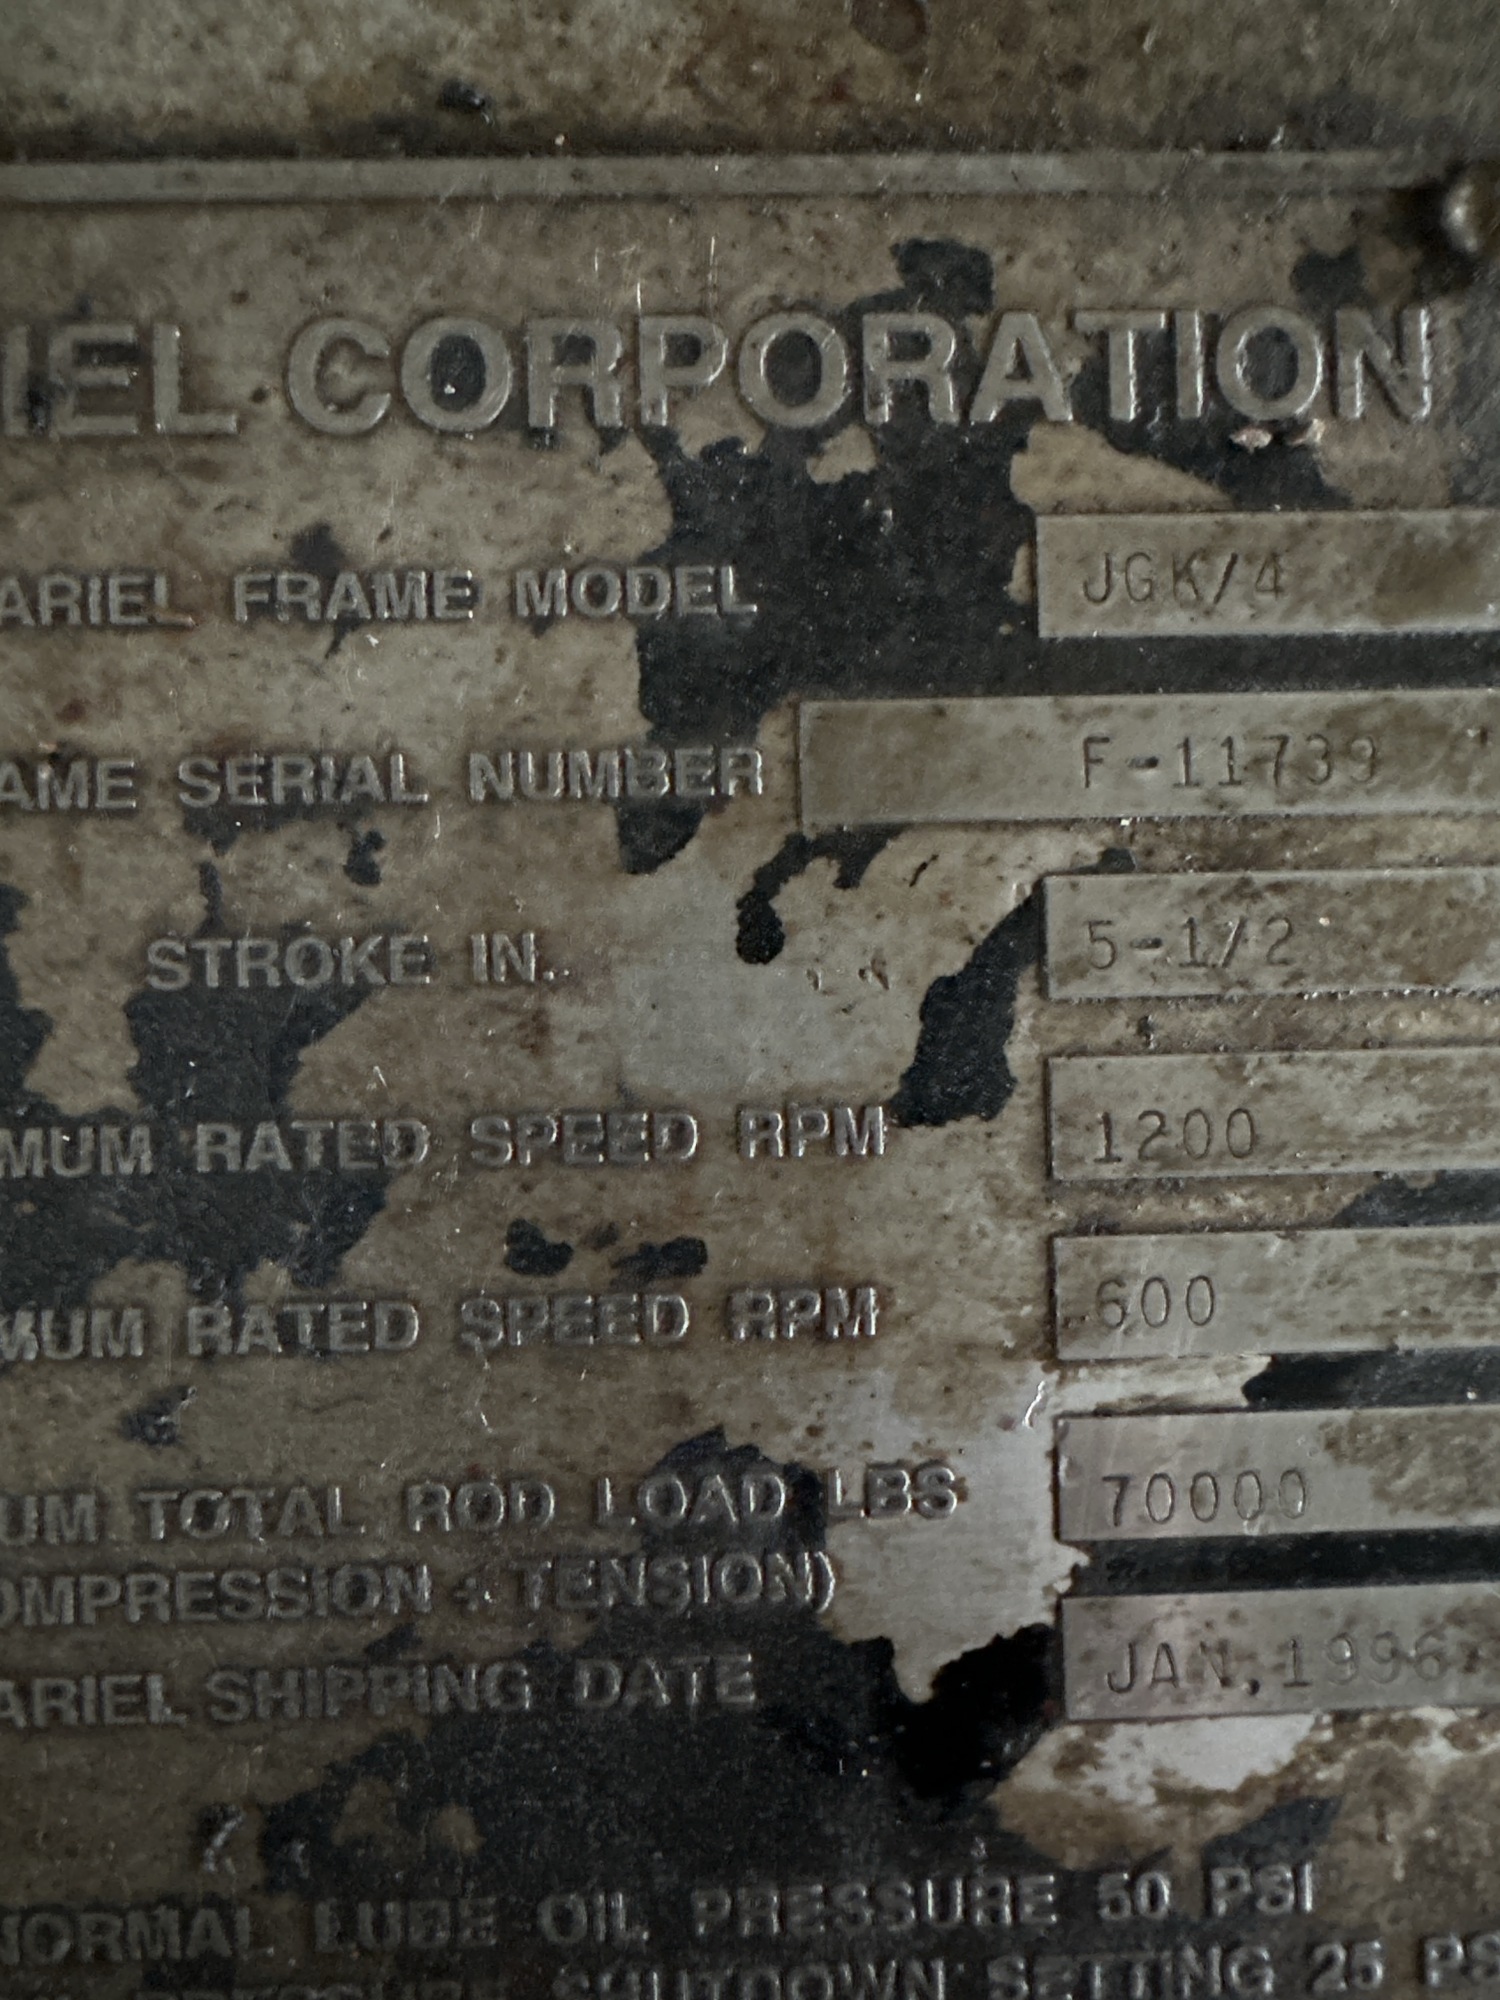 IEL CORPORATION
ARIEL FRAME MODEL JGK/4
AME SERIAL NUMBER F-11739
STROKE IN. 5-1/2
MUM RATED SPEED RPM 1200
MUM RATED SPEED RPM 600
UM TOTAL ROD LOAD LBS 70000
OMPRESSION + TENSION)
ARIEL SHIPPING DATE JAN,1996
NORMAL LUBE OIL PRESSURE 50 PSI
SHUTDOWN SETTING 25 PS